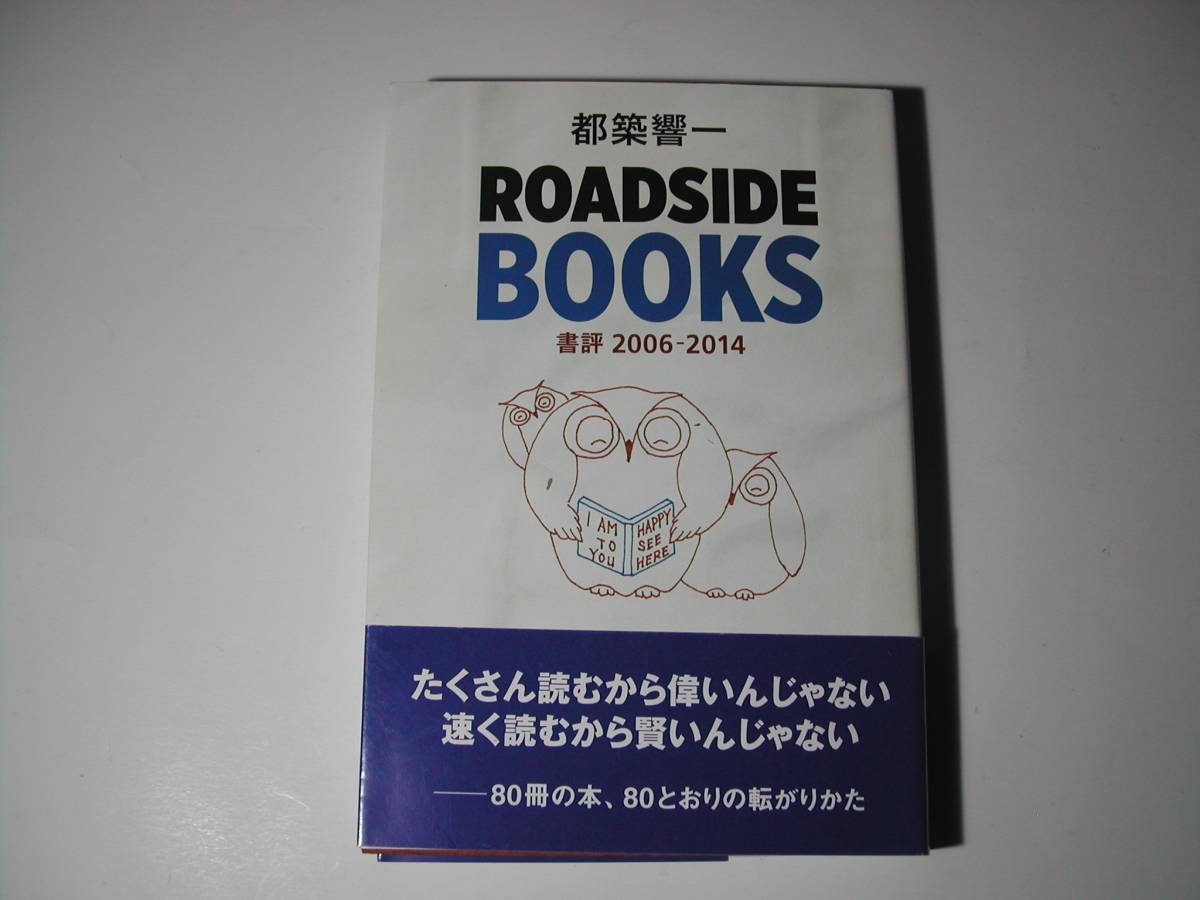 都築響一
ROADSIDE
BOOKS
書評 2006-2014
I AM
TO
YOU
HAPPY
SEE
HERE
たくさん読むから偉いんじゃない
速く読むから賢いんじゃない
——80冊の本、80とおりの転がりかた